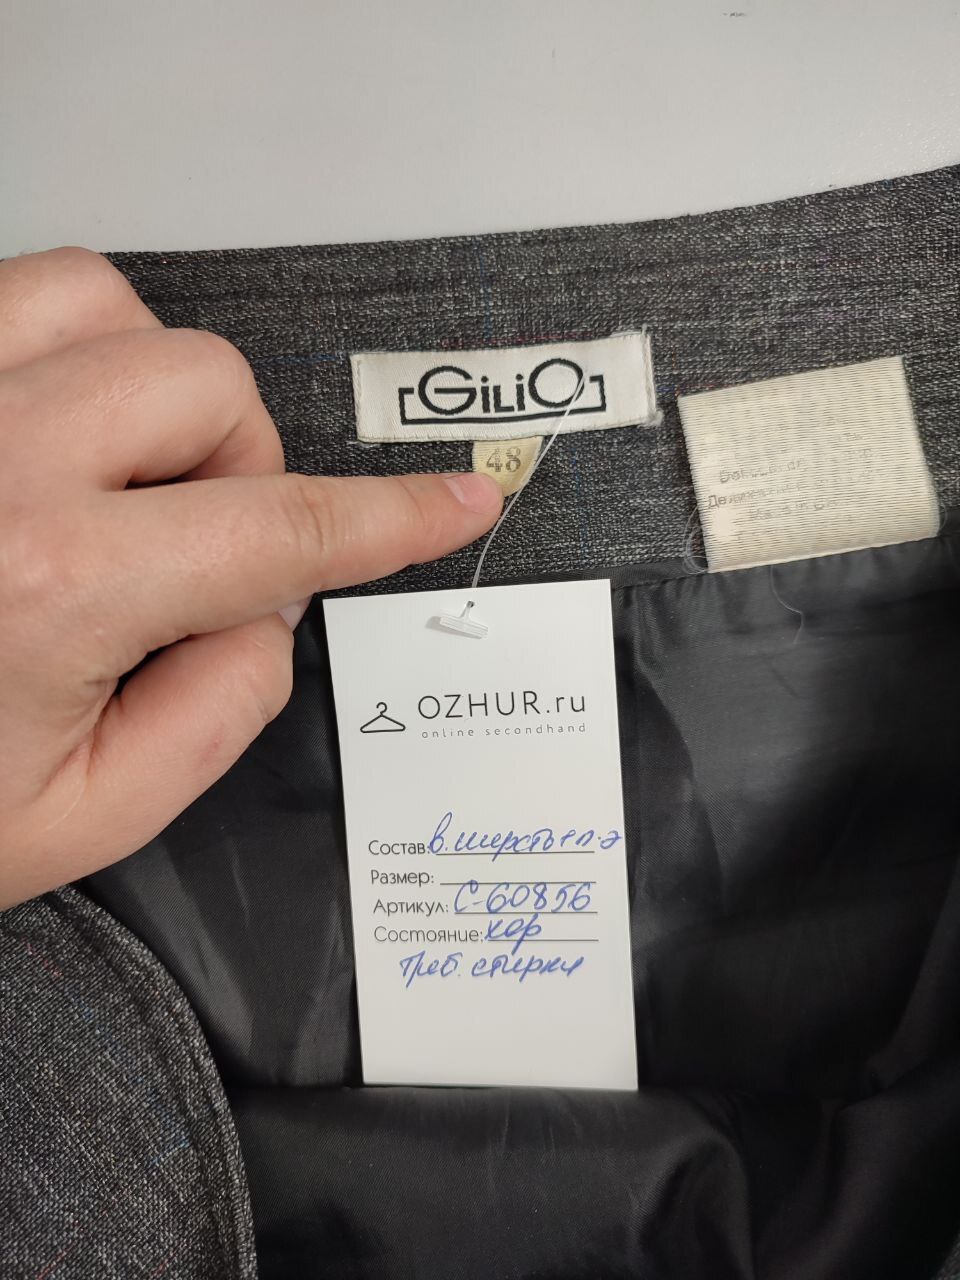 GiLiO
48
OZHUR.ru
online secondhand
Состав: в. шерсть+п-э
Размер:
Артикул: С-60856
Состояние: хор
Треб. стирки